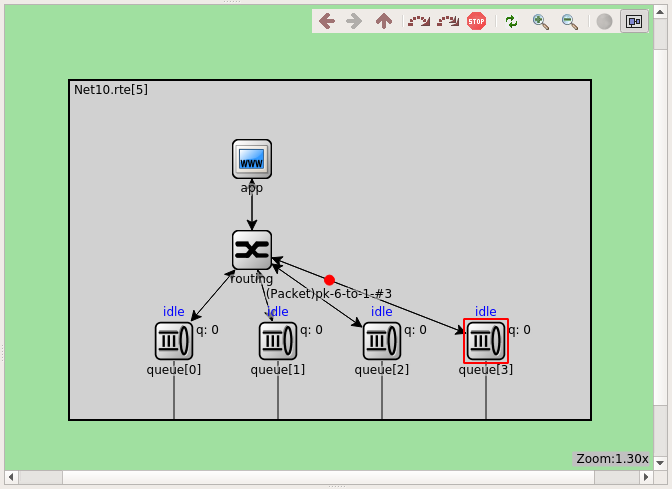 STOP
Net10.rte[5]
WWW
app
routing
(Packet)pk-6-to-1-#3
idle
idle
idle
idle
q: 0
q: 0
q: 0
q: 0
queue[0]
queue[1]
queue[2]
queue[3]
Zoom:1.30x